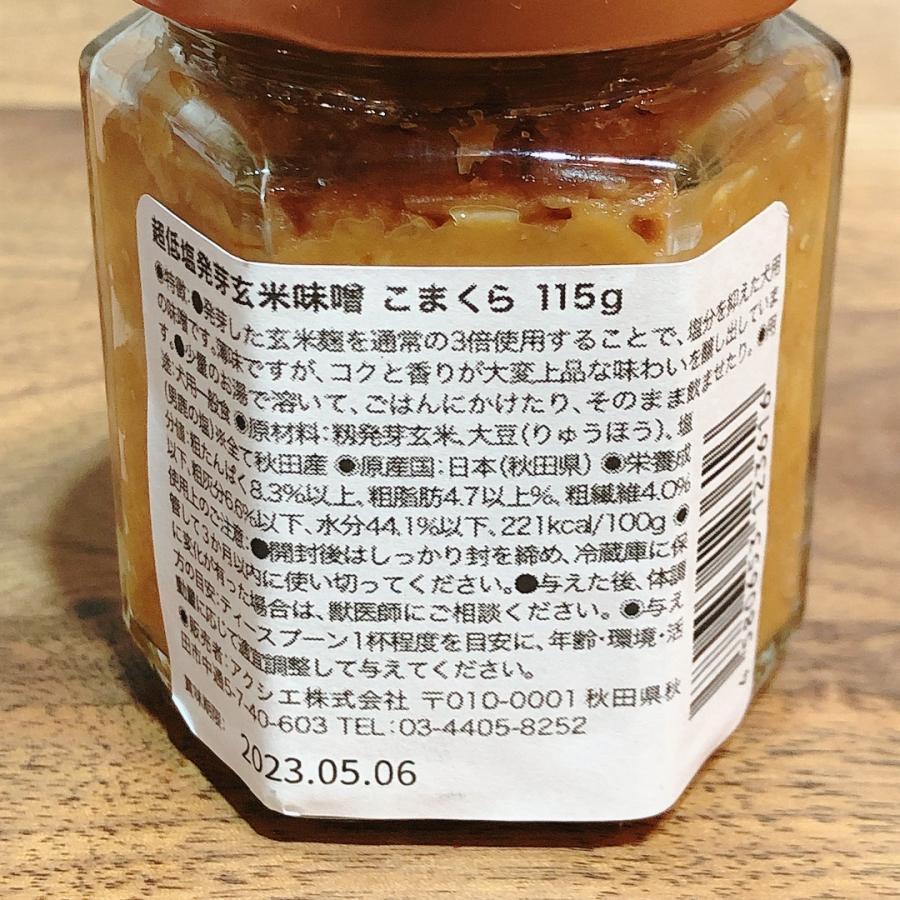 超低塩発芽玄米味噌 こまくら 115g
◉特徴:●発芽した玄米麹を通常の3倍使用することで、塩分を抑えた犬用
の味噌です。薄味ですが、コクと香りが大変上品な味わいを醸し出していま
す。●少量のお湯で溶いて、ごはんにかけたり、そのまま飲ませたり。◉用
途:犬用一般食 ◉原材料:籾発芽玄米、大豆(りゅうほう)、塩
(男鹿の塩)※全て秋田産 ◉原産国:日本(秋田県) ◉栄養成
分値:粗たんぱく8.3%以上、粗脂肪4.7以上%、粗繊維4.0%
以下、粗灰分6.6%以下、水分44.1%以下、221kcal/100g ◉
使用上のご注意:●開封後はしっかり封を締め、冷蔵庫に保
管して3か月以内に使い切ってください。●与えた後、体調
に変化が有った場合は、獣医師にご相談ください。◉与え
方の目安:ティースプーン1杯程度を目安に、年齢・環境・活
動量に応じて適宜調整して与えてください。
◉販売者:アクシエ株式会社 〒010-0001 秋田県秋
田市中通5-7-40-603 TEL:03-4405-8252
賞味期限:
2023.05.06